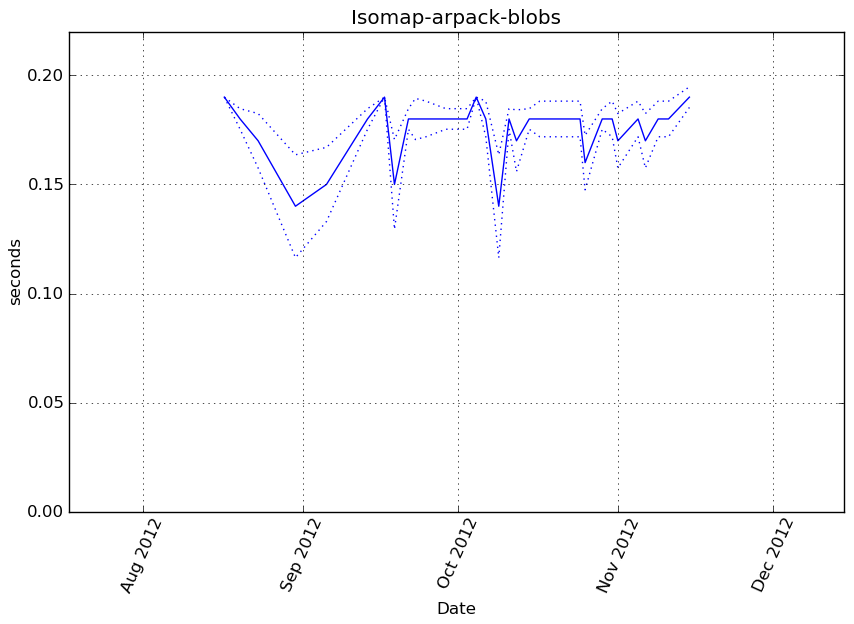 Isomap-arpack-blobs
0.20
0.15
0.10
0.05
0.00
seconds
Aug 2012
Sep 2012
Oct 2012
Nov 2012
Dec 2012
Date